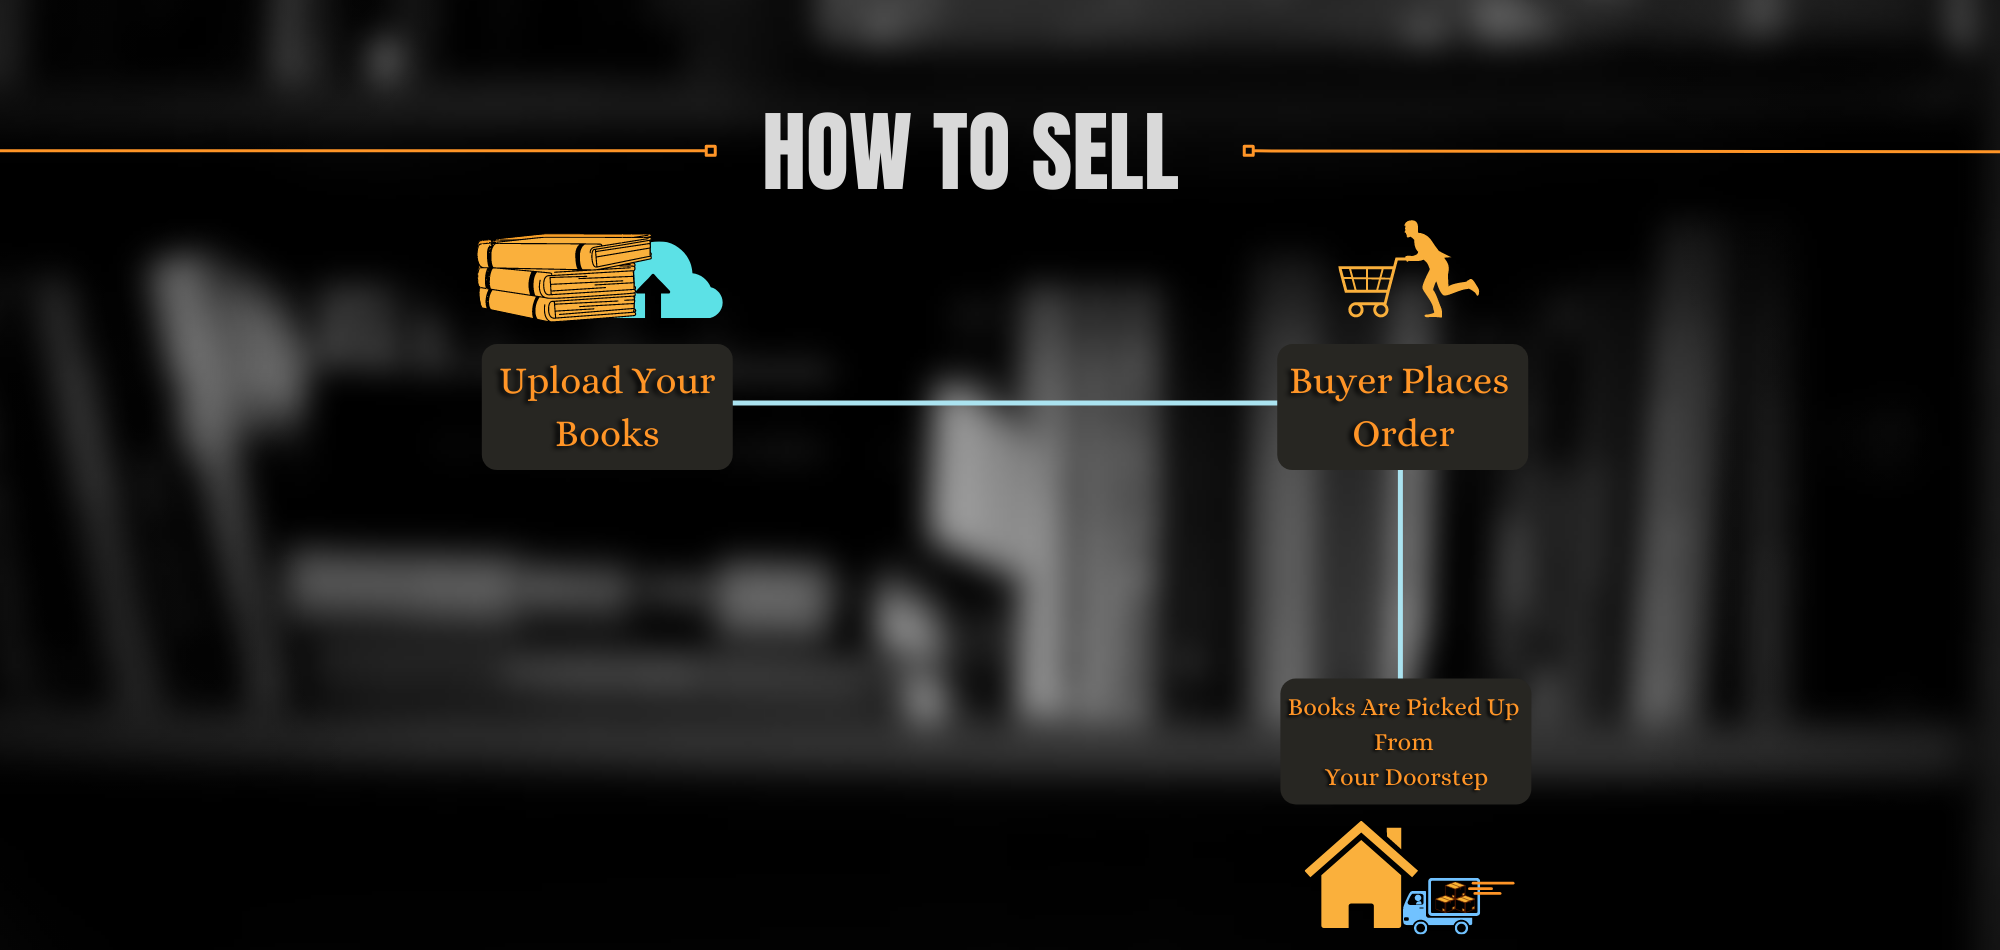 HOW TO SELL
Upload Your
Books
Buyer Places
Order
Books Are Picked Up
From
Your Doorstep